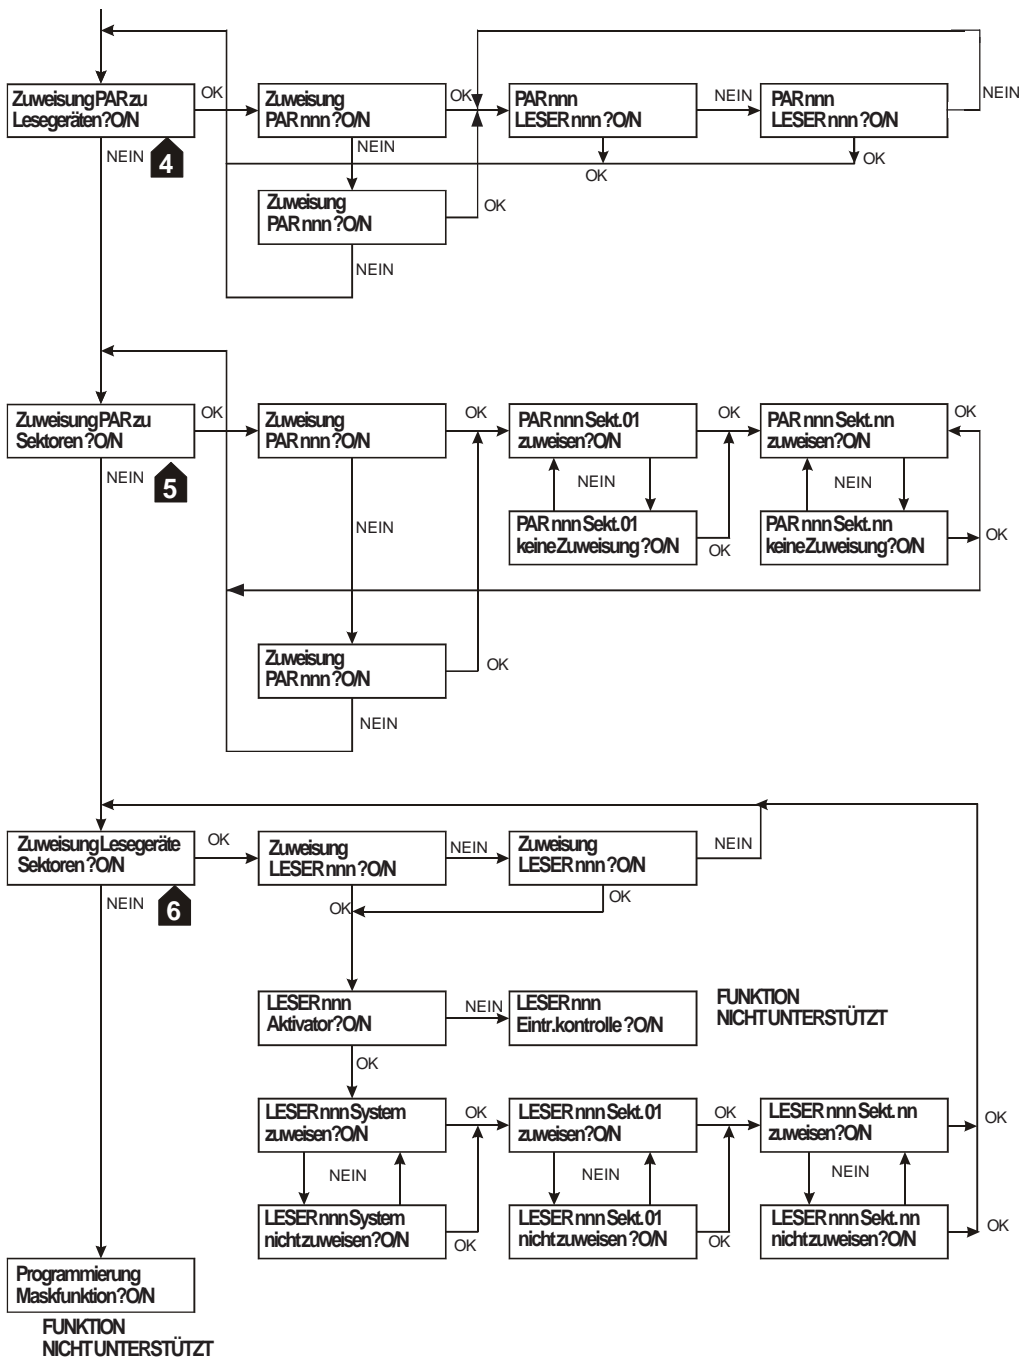 Zuweisung PAR zu
Lesegeräten ?O/N
OK
Zuweisung
PAR nnn ?O/N
OK
PAR nnn
LESER nnn ?O/N
NEIN
PAR nnn
LESER nnn ?O/N
NEIN
NEIN
4
NEIN
OK
OK
Zuweisung
PAR nnn ?O/N
OK
NEIN
Zuweisung PAR zu
Sektoren ?O/N
OK
Zuweisung
PAR nnn ?O/N
OK
PAR nnn Sekt. 01
zuweisen?O/N
OK
PAR nnn Sekt. nn
zuweisen?O/N
OK
NEIN
5
NEIN
NEIN
NEIN
PAR nnn Sekt. 01
keine Zuweisung ?O/N
OK
PAR nnn Sekt. nn
keine Zuweisung?O/N
OK
Zuweisung
PAR nnn ?O/N
OK
NEIN
Zuweisung Lesegeräte
Sektoren ?O/N
OK
Zuweisung
LESER nnn ?O/N
NEIN
Zuweisung
LESER nnn ?O/N
NEIN
NEIN
6
OK
OK
LESER nnn
Aktivator?O/N
NEIN
LESER nnn
Eintr.kontrolle ?O/N
FUNKTION
NICHT UNTERSTÜTZT
OK
LESER nnn System
zuweisen?O/N
OK
LESER nnn Sekt. 01
zuweisen?O/N
OK
LESER nnn Sekt. nn
zuweisen?O/N
OK
NEIN
NEIN
NEIN
LESER nnn System
nicht zuweisen?O/N
OK
LESER nnn Sekt. 01
nicht zuweisen ?O/N
OK
LESER nnn Sekt. nn
nicht zuweisen?O/N
OK
Programmierung
Maskfunktion?O/N
FUNKTION
NICHT UNTERSTÜTZT